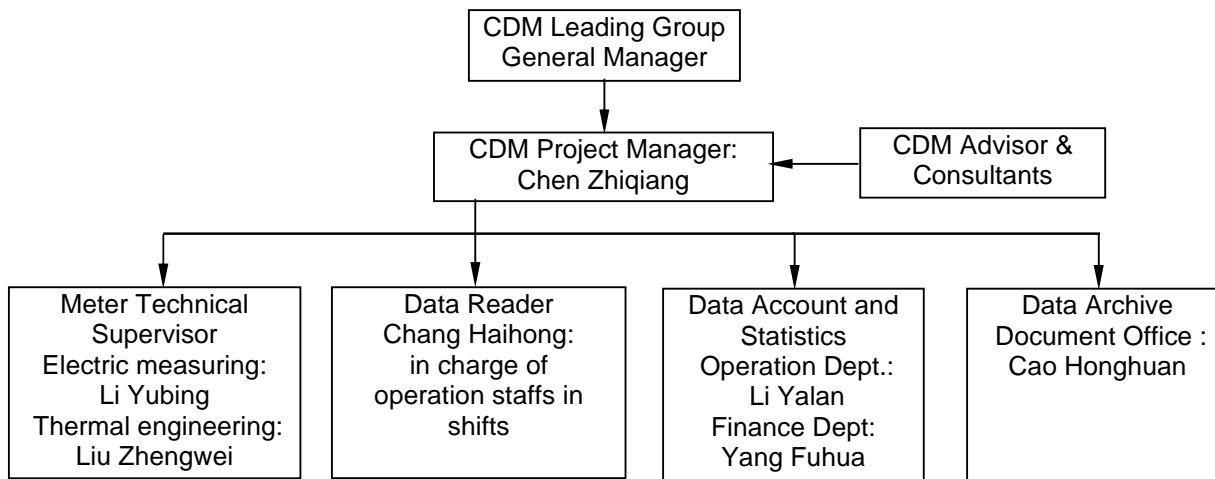 CDM Leading Group
General Manager
CDM Project Manager:
Chen Zhiqiang
CDM Advisor &
Consultants
Meter Technical
Supervisor
Electric measuring:
Li Yubing
Thermal engineering:
Liu Zhengwei
Data Reader
Chang Haihong:
in charge of
operation staffs in
shifts
Data Account and
Statistics
Operation Dept.:
Li Yalan
Finance Dept:
Yang Fuhua
Data Archive
Document Office :
Cao Honghuan